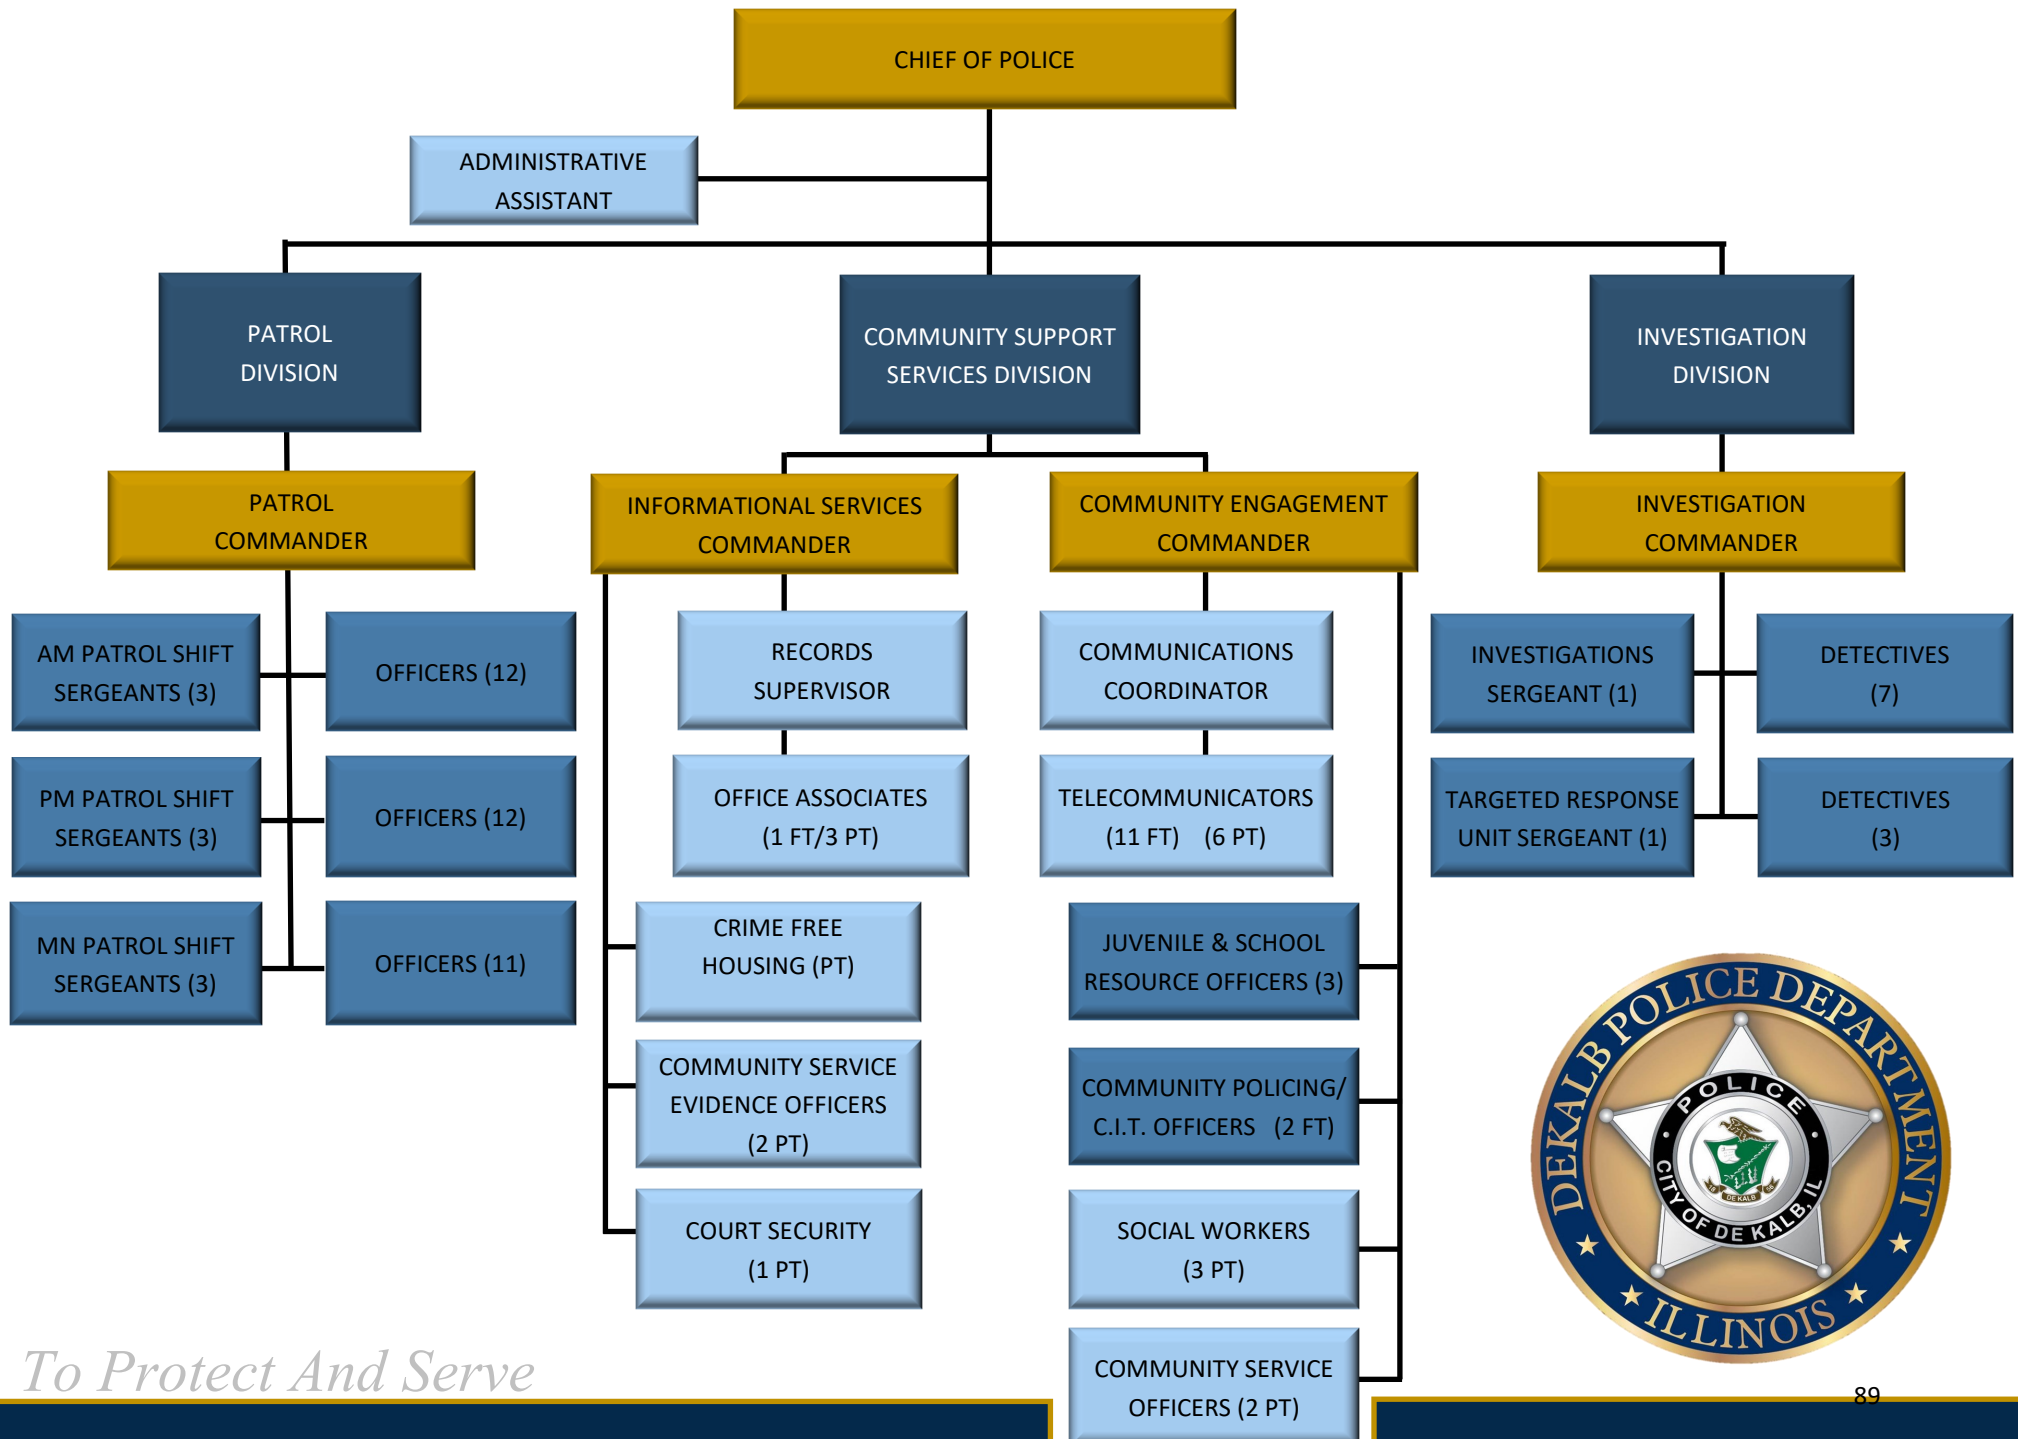 CHIEF OF POLICE
ADMINISTRATIVE
ASSISTANT
PATROL
DIVISION
COMMUNITY SUPPORT
SERVICES DIVISION
INVESTIGATION
DIVISION
PATROL
COMMANDER
INFORMATIONAL SERVICES
COMMANDER
COMMUNITY ENGAGEMENT
COMMANDER
INVESTIGATION
COMMANDER
AM PATROL SHIFT
SERGEANTS (3)
OFFICERS (12)
RECORDS
SUPERVISOR
COMMUNICATIONS
COORDINATOR
INVESTIGATIONS
SERGEANT (1)
DETECTIVES
(7)
PM PATROL SHIFT
SERGEANTS (3)
OFFICERS (12)
OFFICE ASSOCIATES
(1 FT/3 PT)
TELECOMMUNICATORS
(11 FT) (6 PT)
TARGETED RESPONSE
UNIT SERGEANT (1)
DETECTIVES
(3)
MN PATROL SHIFT
SERGEANTS (3)
OFFICERS (11)
CRIME FREE
HOUSING (PT)
JUVENILE & SCHOOL
RESOURCE OFFICERS (3)
COMMUNITY SERVICE
EVIDENCE OFFICERS
(2 PT)
COMMUNITY POLICING/
C.I.T. OFFICERS (2 FT)
COURT SECURITY
(1 PT)
SOCIAL WORKERS
(3 PT)
COMMUNITY SERVICE
OFFICERS (2 PT)
DEKALB POLICE DEPARTMENT
ILLINOIS
POLICE
CITY OF DE KALB, IL
18 56
DE KALB
To Protect And Serve
89